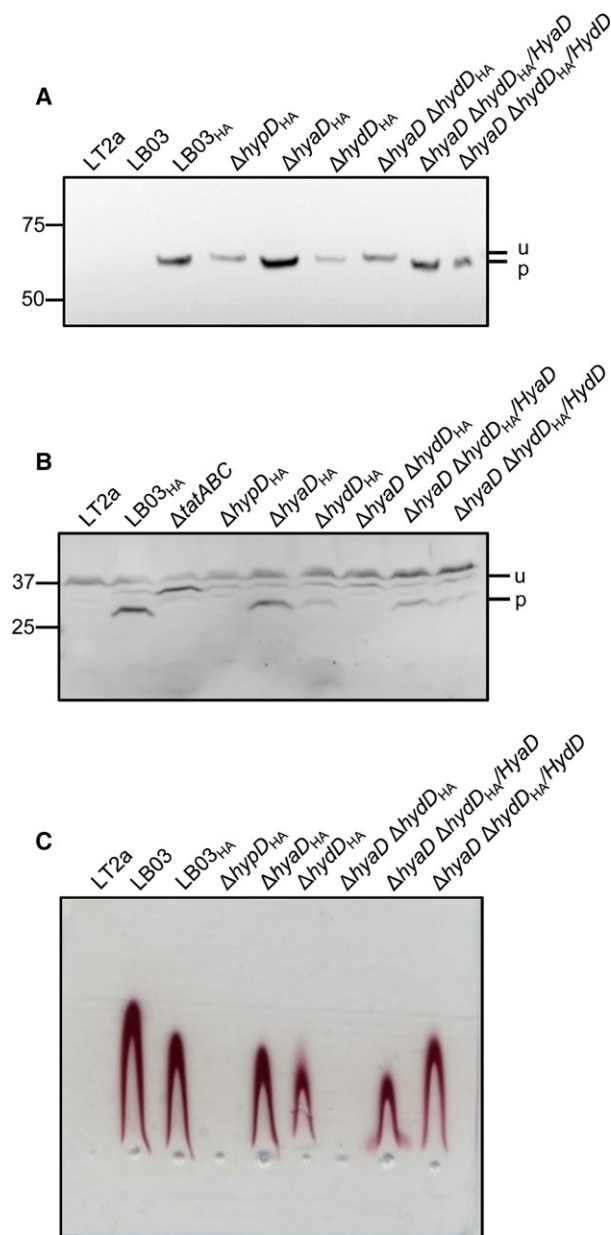 A
LT2a
LB03
LB03HA
ΔhypDHA
ΔhyaDHA
ΔhydDHA
ΔhyaD ΔhydDHA
ΔhyaD ΔhydDHA/HyaD
ΔhyaD ΔhydDHA/HydD
75
50
u
p
B
LT2a
LB03HA
ΔtatABC
ΔhypDHA
ΔhyaDHA
ΔhydDHA
ΔhyaD ΔhydDHA
ΔhyaD ΔhydDHA/HyaD
ΔhyaD ΔhydDHA/HydD
37
25
u
p
C
LT2a
LB03
LB03HA
ΔhypDHA
ΔhyaDHA
ΔhydDHA
ΔhyaD ΔhydDHA
ΔhyaD ΔhydDHA/HyaD
ΔhyaD ΔhydDHA/HydD